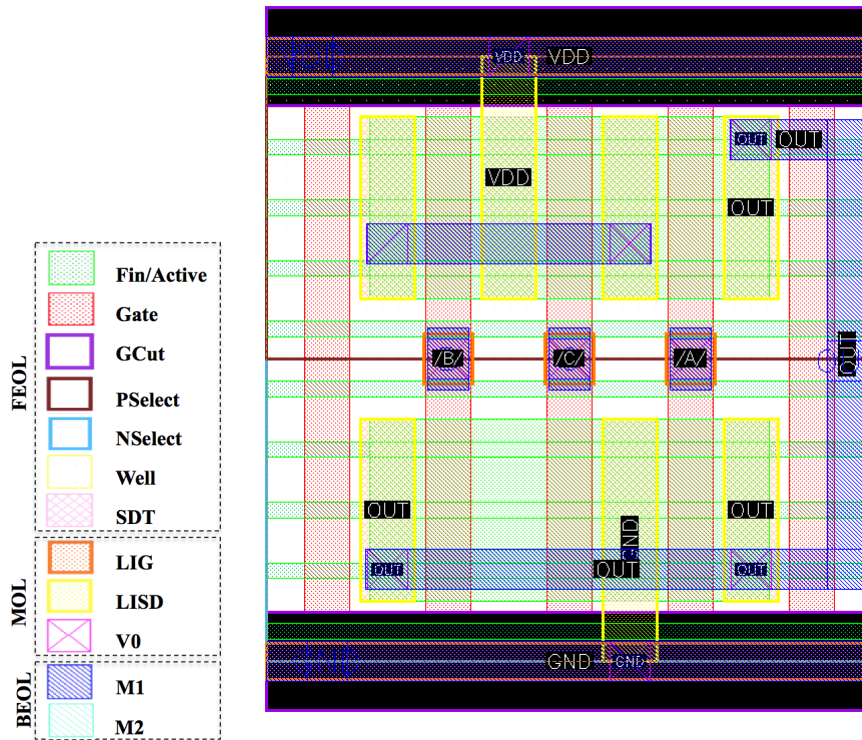 FEOL
Fin/Active
Gate
GCut
PSelect
NSelect
Well
SDT
MOL
LIG
LISD
V0
BEOL
M1
M2
VDD VDD
OUT OUT
VDD
OUT
/B/ /C/ /A/
OUT
OUT
GND
OUT
OUT
OUT
OUT
GND
GND
GND